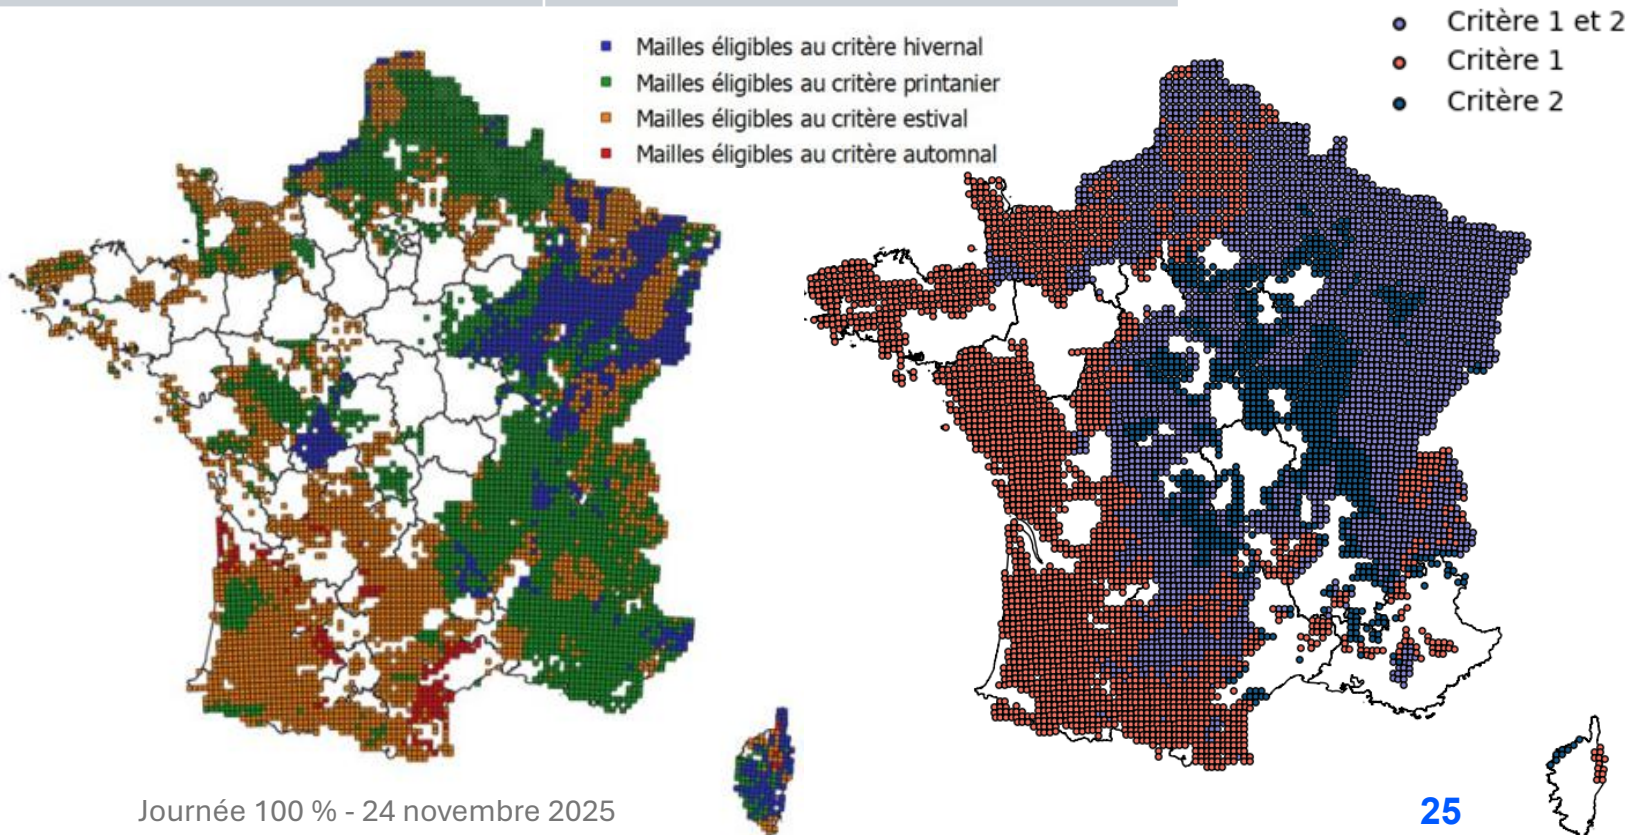 Mailles éligibles au critère hivernal
Mailles éligibles au critère printanier
Mailles éligibles au critère estival
Mailles éligibles au critère automnal
Critère 1 et 2
Critère 1
Critère 2
Journée 100 % - 24 novembre 2025
25